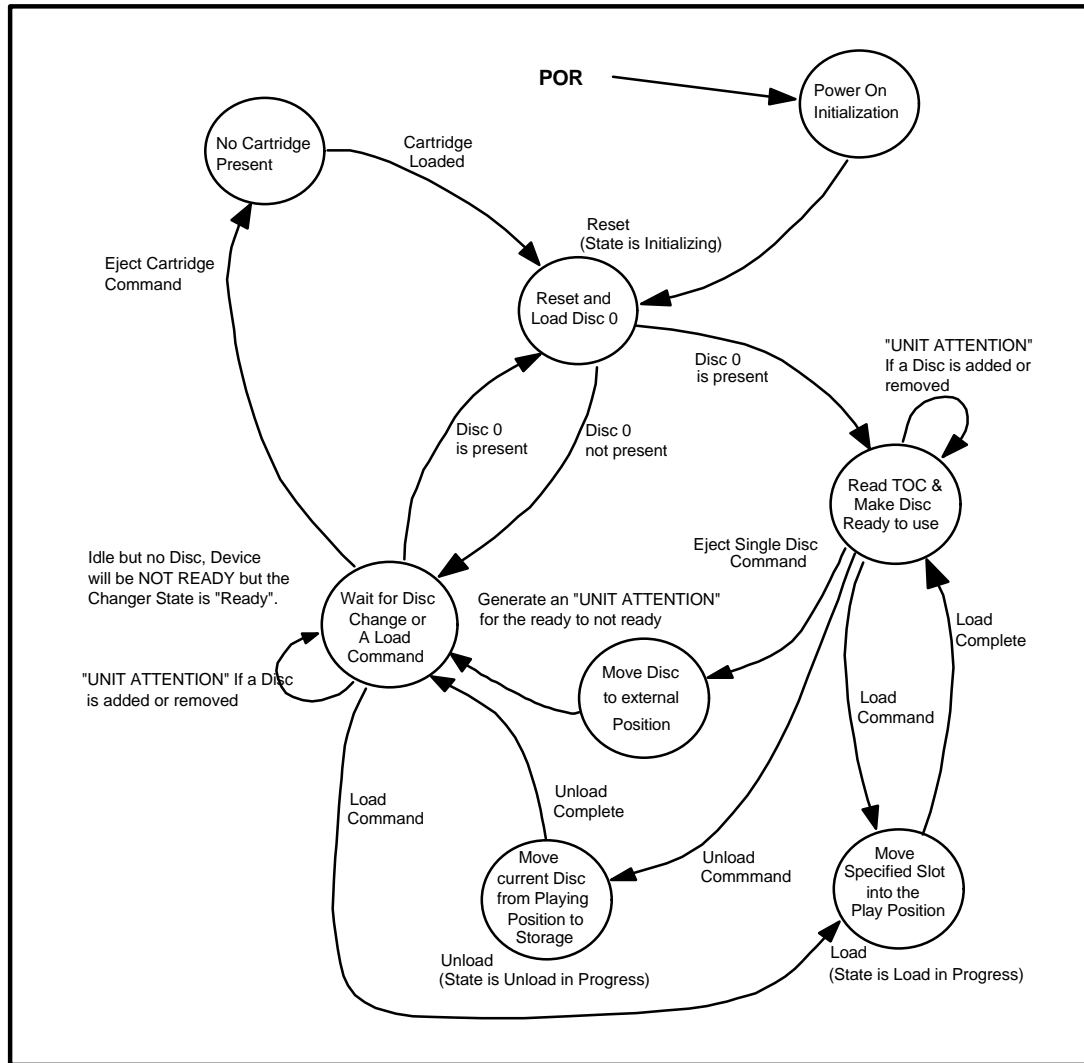 POR
Power On
Initialization
No Cartridge
Present
Cartridge
Loaded
Reset
(State is Initializing)
Eject Cartridge
Command
Reset and
Load Disc 0
"UNIT ATTENTION"
If a Disc is added or
removed
Disc 0
is present
Disc 0
is present
Disc 0
not present
Read TOC &
Make Disc
Ready to use
Eject Single Disc
Command
Idle but no Disc, Device
will be NOT READY but the
Changer State is "Ready".
Wait for Disc
Change or
A Load
Command
Generate an "UNIT ATTENTION"
for the ready to not ready
Load
Complete
"UNIT ATTENTION" If a Disc
is added or removed
Move Disc
to external
Position
Load
Command
Load
Command
Unload
Complete
Unload
Commmand
Move
current Disc
from Playing
Position to
Storage
Move
Specified Slot
into the
Play Position
Unload
(State is Unload in Progress)
Load
(State is Load in Progress)